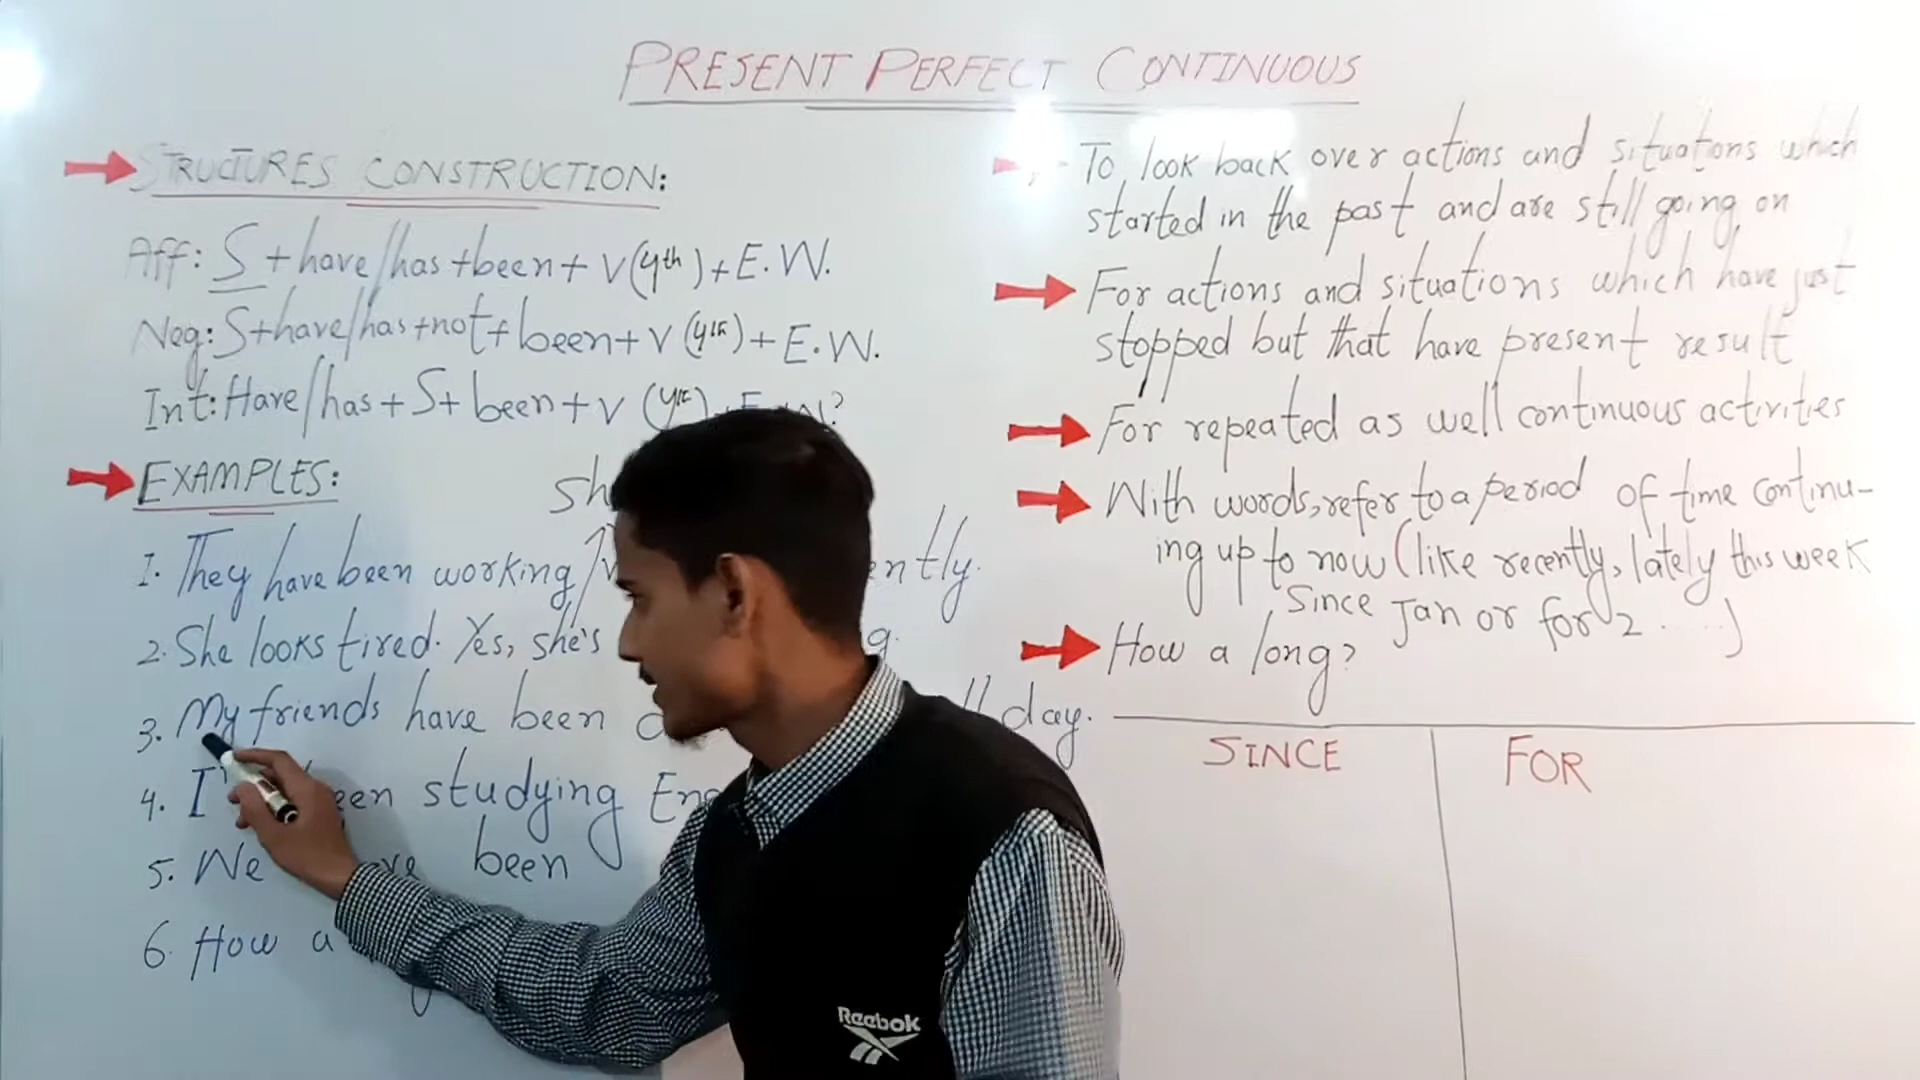 PRESENT PERFECT CONTINUOUS
STRUCTURES CONSTRUCTION:
Aff: S + have/has + been + V (4th) + E.W.
Neg: S + have/has + not + been + V (4th) + E.W.
Int: Have/has + S + been + V (4th)
EXAMPLES:
1. They have been working
2. She looks tired. Yes, she's
3. My friends have been day.
4. studying
5. We been
6. How a
To look back over actions and situations which
started in the past and are still going on
For actions and situations which have just
stopped but that have present result
For repeated as well continuous activities
With words, refer to a period of time continu-
ing up to now (like recently, lately this week
Since Jan or for 2 .....)
How a long?
SINCE
FOR
Reebok